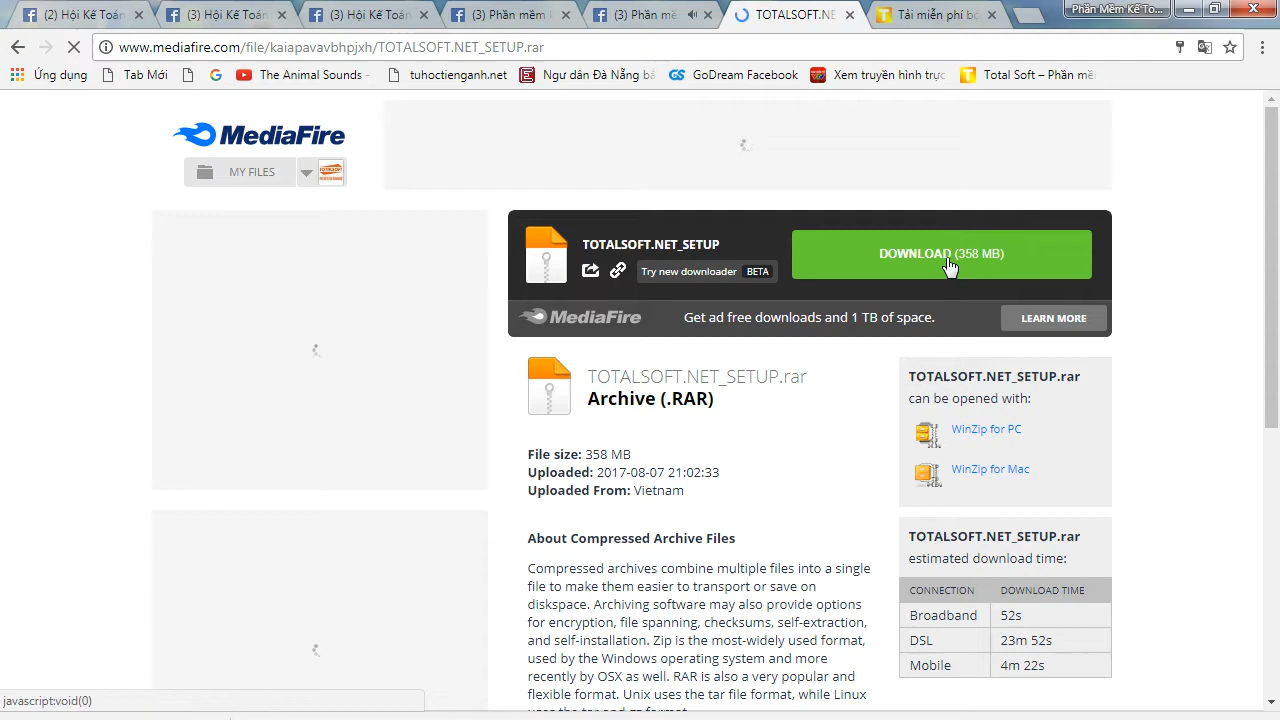 (2) Hội Kế Toán
(3) Hội Kế Toán
(3) Hội Kế Toán
(3) Phần mềm
(3) Phần mề
TOTALSOFT.NE
Tải miễn phí b
Phần Mềm Kế To...
www.mediafire.com/file/kaiapavavbhpjxh/TOTALSOFT.NET_SETUP.rar
Ứng dụng
Tab Mới
The Animal Sounds -
tuhoctienganh.net
Ngư dân Đà Nẵng bắ
GoDream Facebook
Xem truyền hình trực
Total Soft – Phần mềm
MediaFire
MY FILES
TOTALSOFT.NET_SETUP
DOWNLOAD (358 MB)
Try new downloader BETA
MediaFire
Get ad free downloads and 1 TB of space.
LEARN MORE
TOTALSOFT.NET_SETUP.rar
Archive (.RAR)
File size: 358 MB
Uploaded: 2017-08-07 21:02:33
Uploaded From: Vietnam
About Compressed Archive Files
Compressed archives combine multiple files into a single
file to make them easier to transport or save on
diskspace. Archiving software may also provide options
for encryption, file spanning, checksums, self-extraction,
and self-installation. Zip is the most-widely used format,
used by the Windows operating system and more
recently by OSX as well. RAR is also a very popular and
flexible format. Unix uses the tar file format, while Linux
TOTALSOFT.NET_SETUP.rar
can be opened with:
WinZip for PC
WinZip for Mac
TOTALSOFT.NET_SETUP.rar
estimated download time:
CONNECTION DOWNLOAD TIME
Broadband 52s
DSL 23m 52s
Mobile 4m 22s
javascript:void(0)